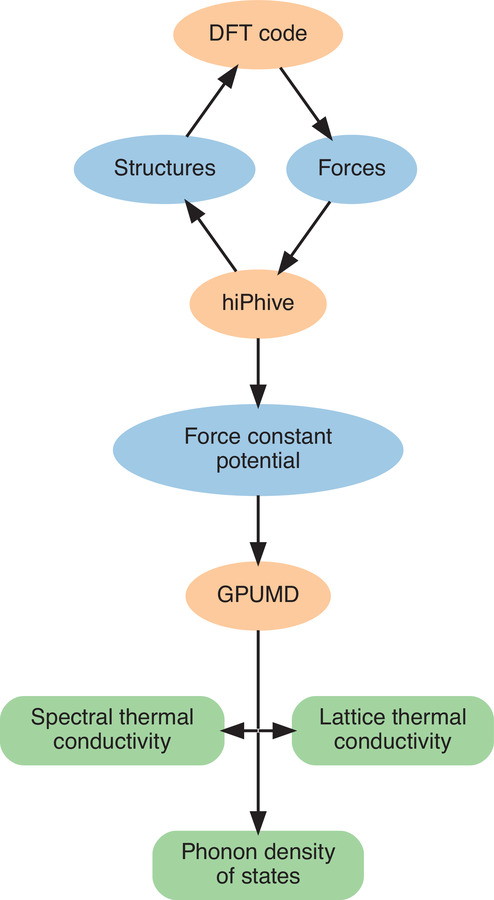 DFT code
Structures
Forces
hiPhive
Force constant
potential
GPUMD
Spectral thermal
conductivity
Lattice thermal
conductivity
Phonon density
of states